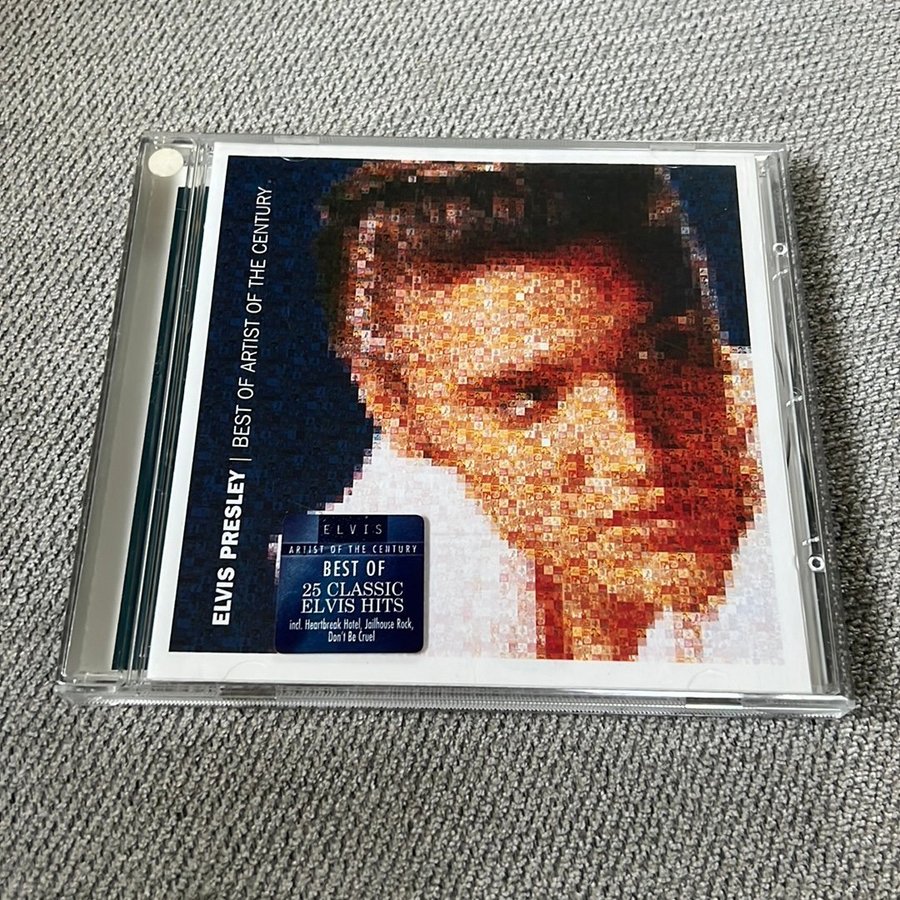 ELVIS PRESLEY | BEST OF ARTIST OF THE CENTURY
ELVIS
ARTIST OF THE CENTURY
BEST OF
25 CLASSIC
ELVIS HITS
incl. Heartbreak Hotel, Jailhouse Rock,
Don't Be Cruel